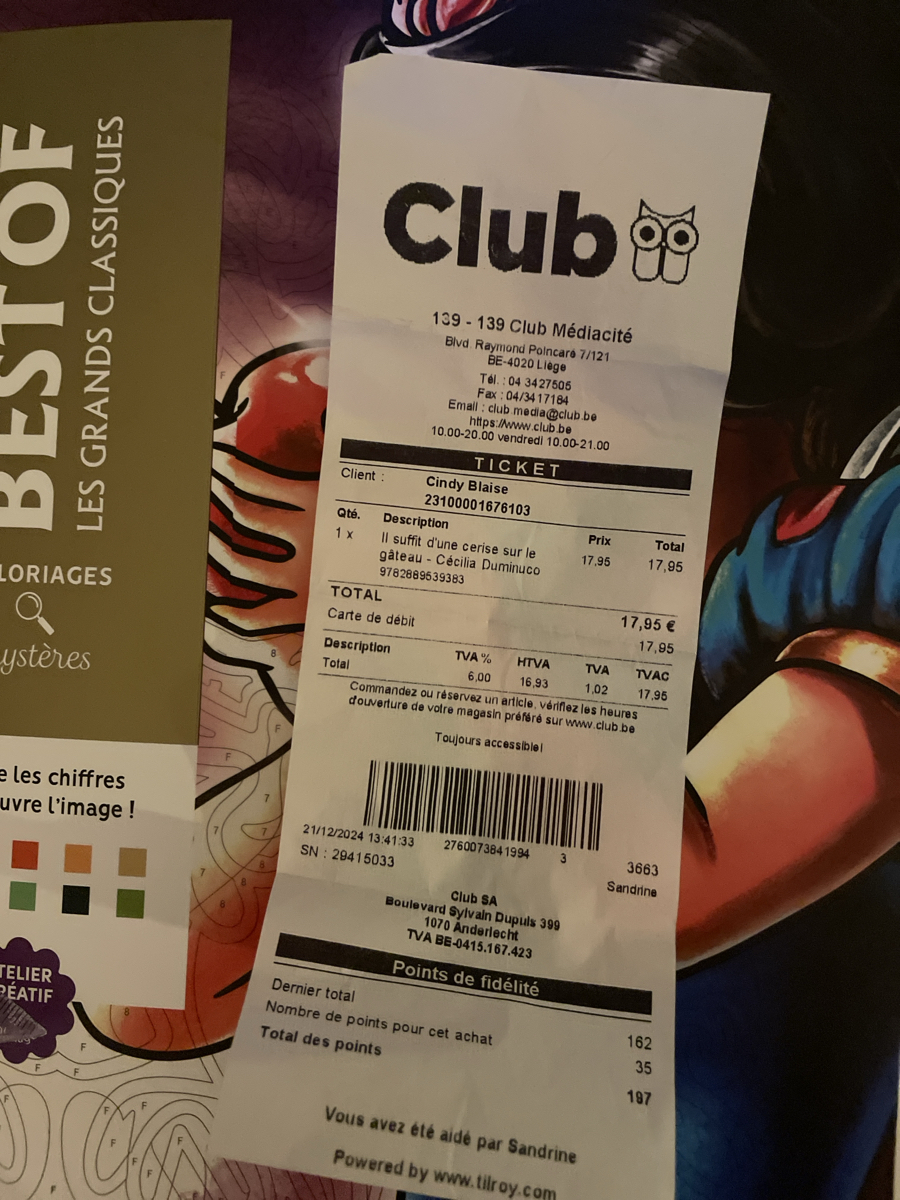 BEST OF
LES GRANDS CLASSIQUES
LORIAGES
ystères
e les chiffres
uvre l'image !
TELIER
RÉATIF
Club
139 - 139 Club Médiacité
Blvd. Raymond Poincaré 7/121
BE-4020 Liège
Tél. : 04 3427505
Fax : 04/3417184
Email : club.media@club.be
https://www.club.be
10.00-20.00 vendredi 10.00-21.00
TICKET
Client : Cindy Blaise
23100001676103
Qté. Description Prix Total
1 x Il suffit d'une cerise sur le 17.95 17,95
gâteau - Cécilia Duminuco
9782889539383
TOTAL 17,95 €
Carte de débit 17,95
Description TVA % HTVA TVA TVAC
Total 6,00 16,93 1,02 17,95
Commandez ou réservez un article, vérifiez les heures
d'ouverture de votre magasin préféré sur www.club.be
Toujours accessible!
21/12/2024 13:41:33 2760073841994 3 3663
SN : 29415033 Sandrine
Club SA
Boulevard Sylvain Dupuis 399
1070 Anderlecht
TVA BE-0415.167.423
Points de fidélité
Dernier total 162
Nombre de points pour cet achat 35
Total des points 197
Vous avez été aidé par Sandrine
Powered by www.tilroy.com